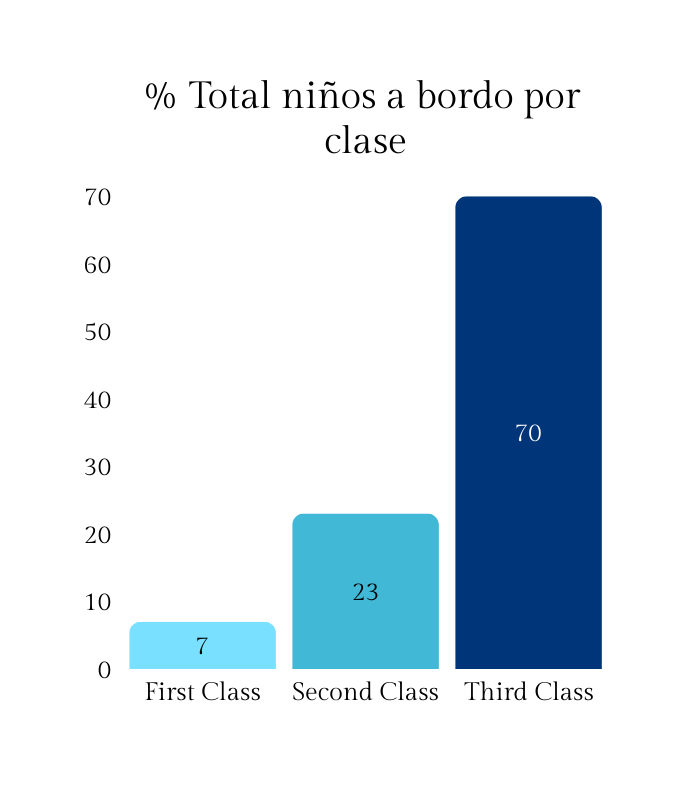 % Total niños a bordo por
clase
70
60
50
40
30
20
10
0
70
23
7
First Class
Second Class
Third Class